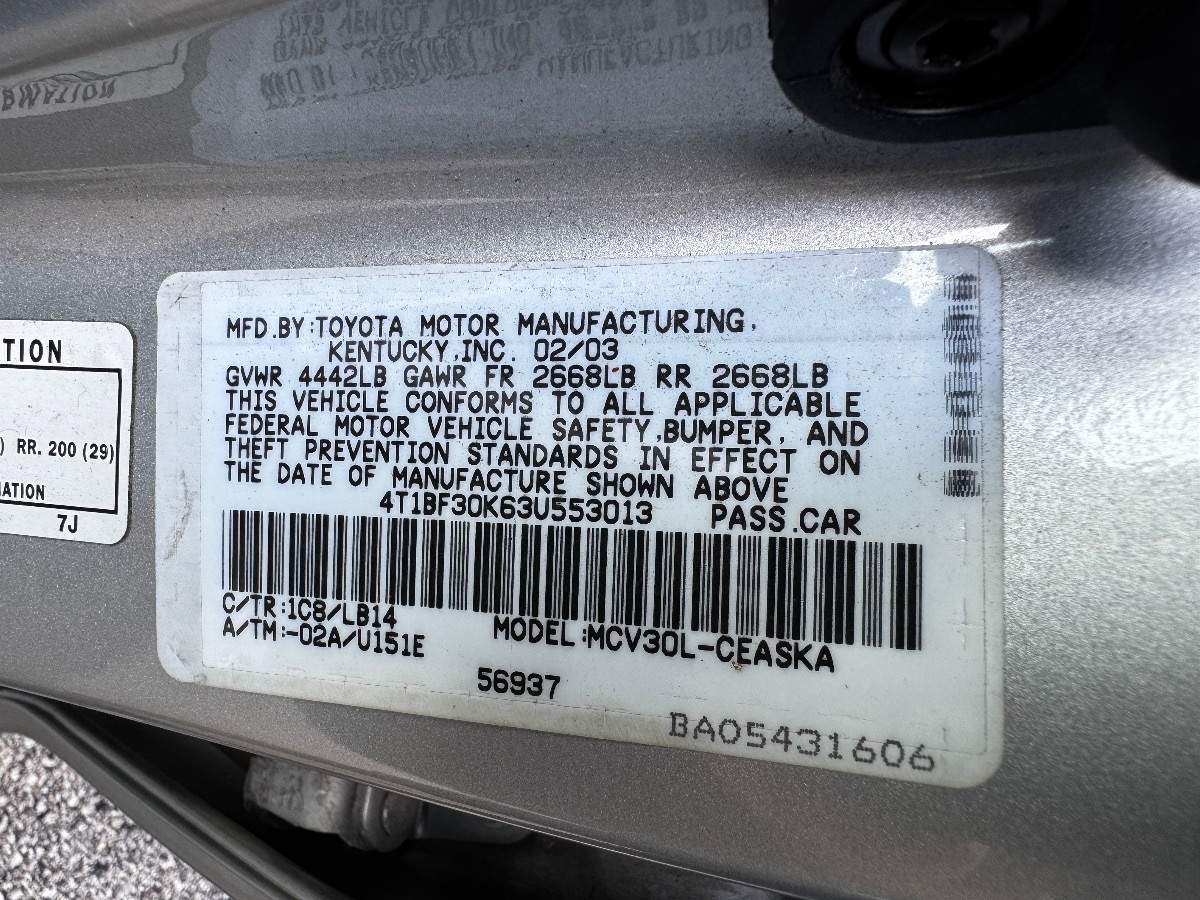 MFD.BY:TOYOTA MOTOR MANUFACTURING,
KENTUCKY,INC. 02/03
GVWR 4442LB GAWR FR 2668LB RR 2668LB
THIS VEHICLE CONFORMS TO ALL APPLICABLE
FEDERAL MOTOR VEHICLE SAFETY,BUMPER, AND
THEFT PREVENTION STANDARDS IN EFFECT ON
THE DATE OF MANUFACTURE SHOWN ABOVE
4T1BF30K63U553013 PASS.CAR
C/TR:1C8/LB14
A/TM:-02A/U151E MODEL:MCV30L-CEASKA
56937
BA05431606
TION
) RR. 200 (29)
MATION
7J